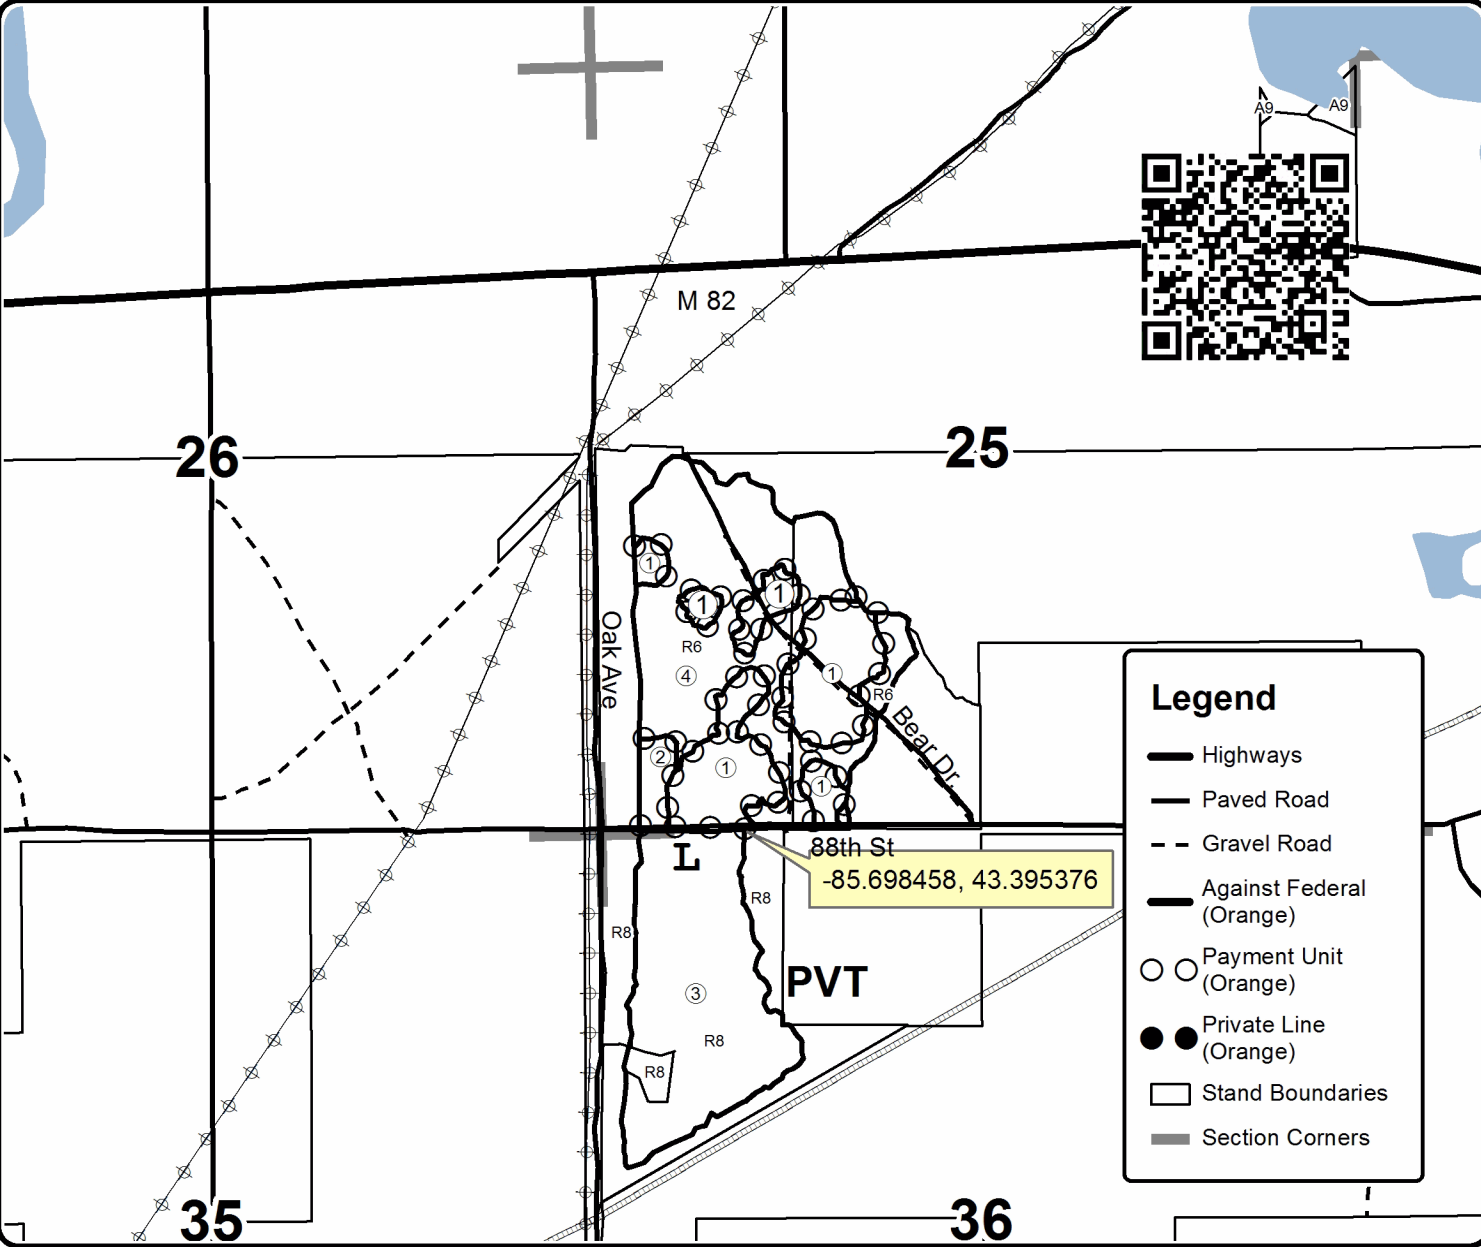 A9
A9
M 82
26
25
1
1
1
Oak Ave
R6
4
1
R6
Bear Dr.
2
1
1
88th St
L
-85.698458, 43.395376
R8
R8
PVT
3
R8
R8
35
36
Legend
Highways
Paved Road
Gravel Road
Against Federal
(Orange)
Payment Unit
(Orange)
Private Line
(Orange)
Stand Boundaries
Section Corners